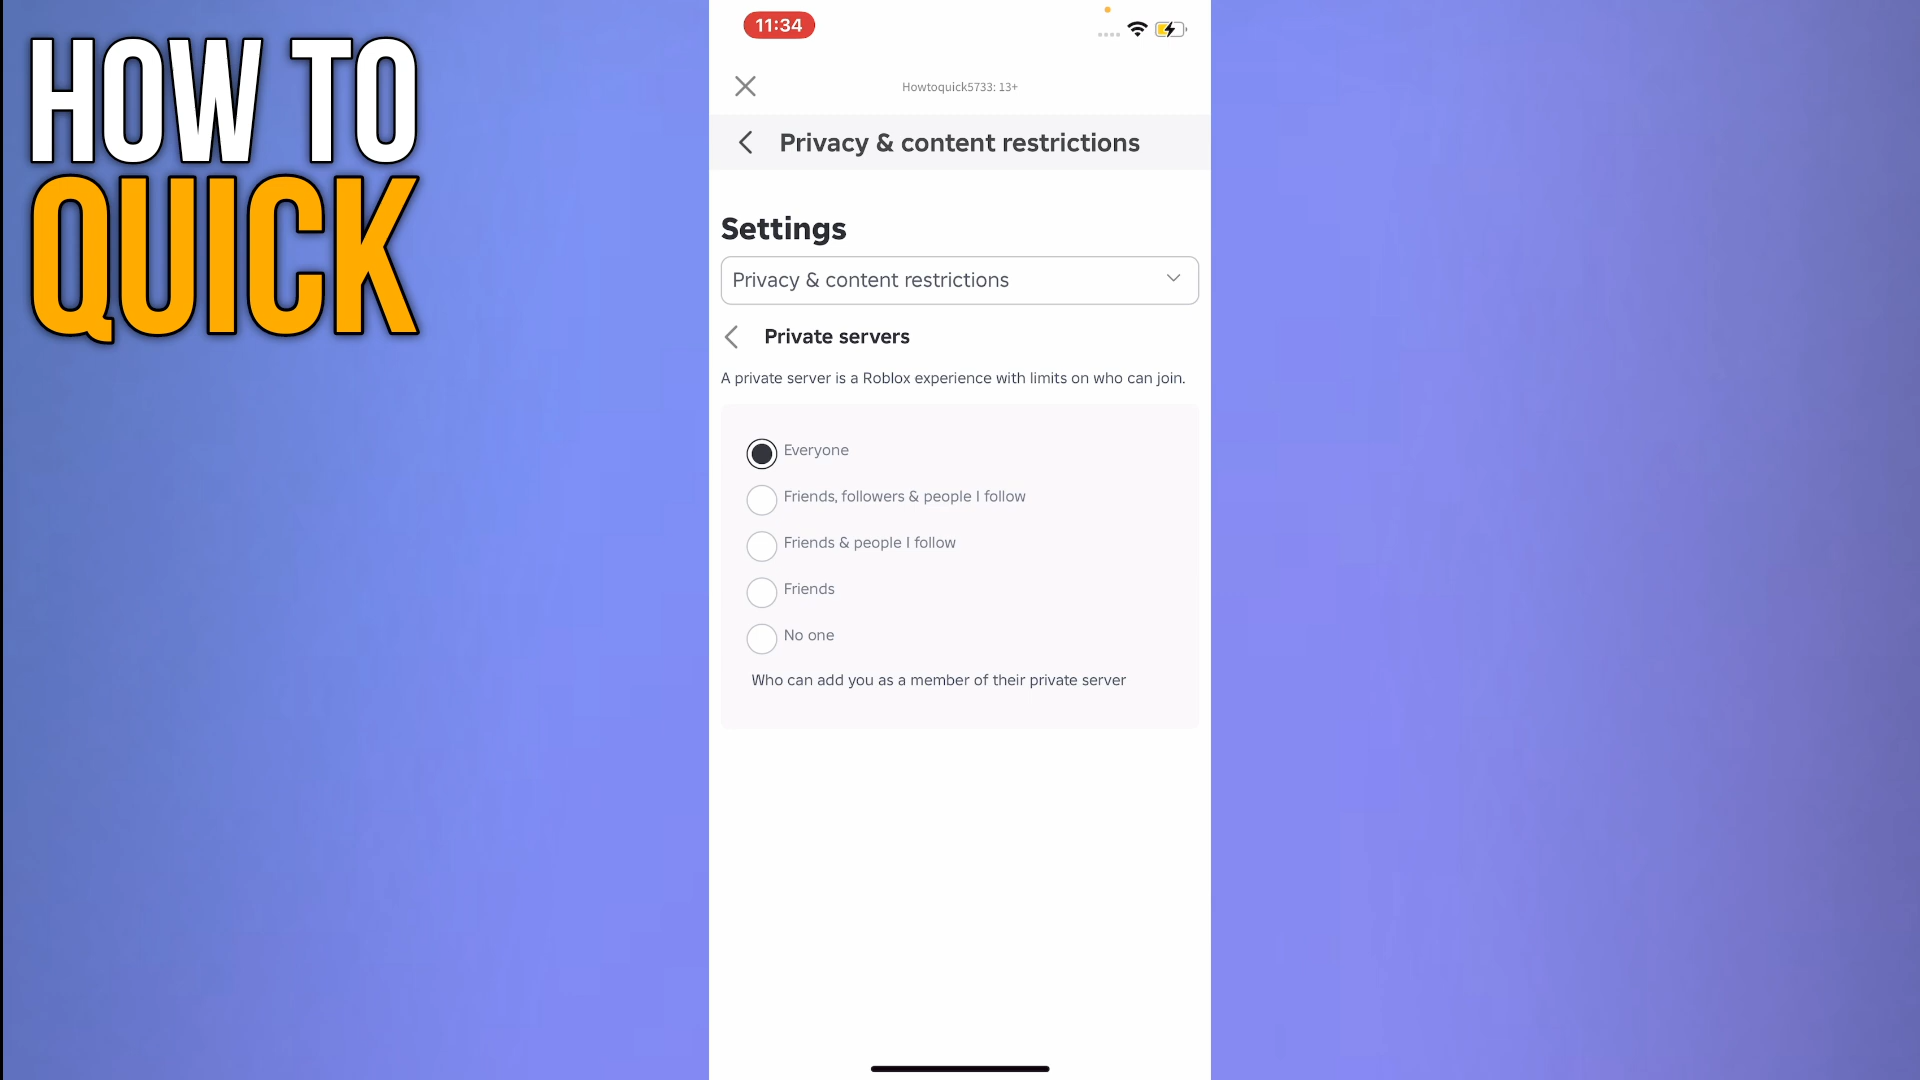 HOW TO
QUICK
11:34
Howtoquick5733: 13+
Privacy & content restrictions
Settings
Privacy & content restrictions
Private servers
A private server is a Roblox experience with limits on who can join.
Everyone
Friends, followers & people I follow
Friends & people I follow
Friends
No one
Who can add you as a member of their private server